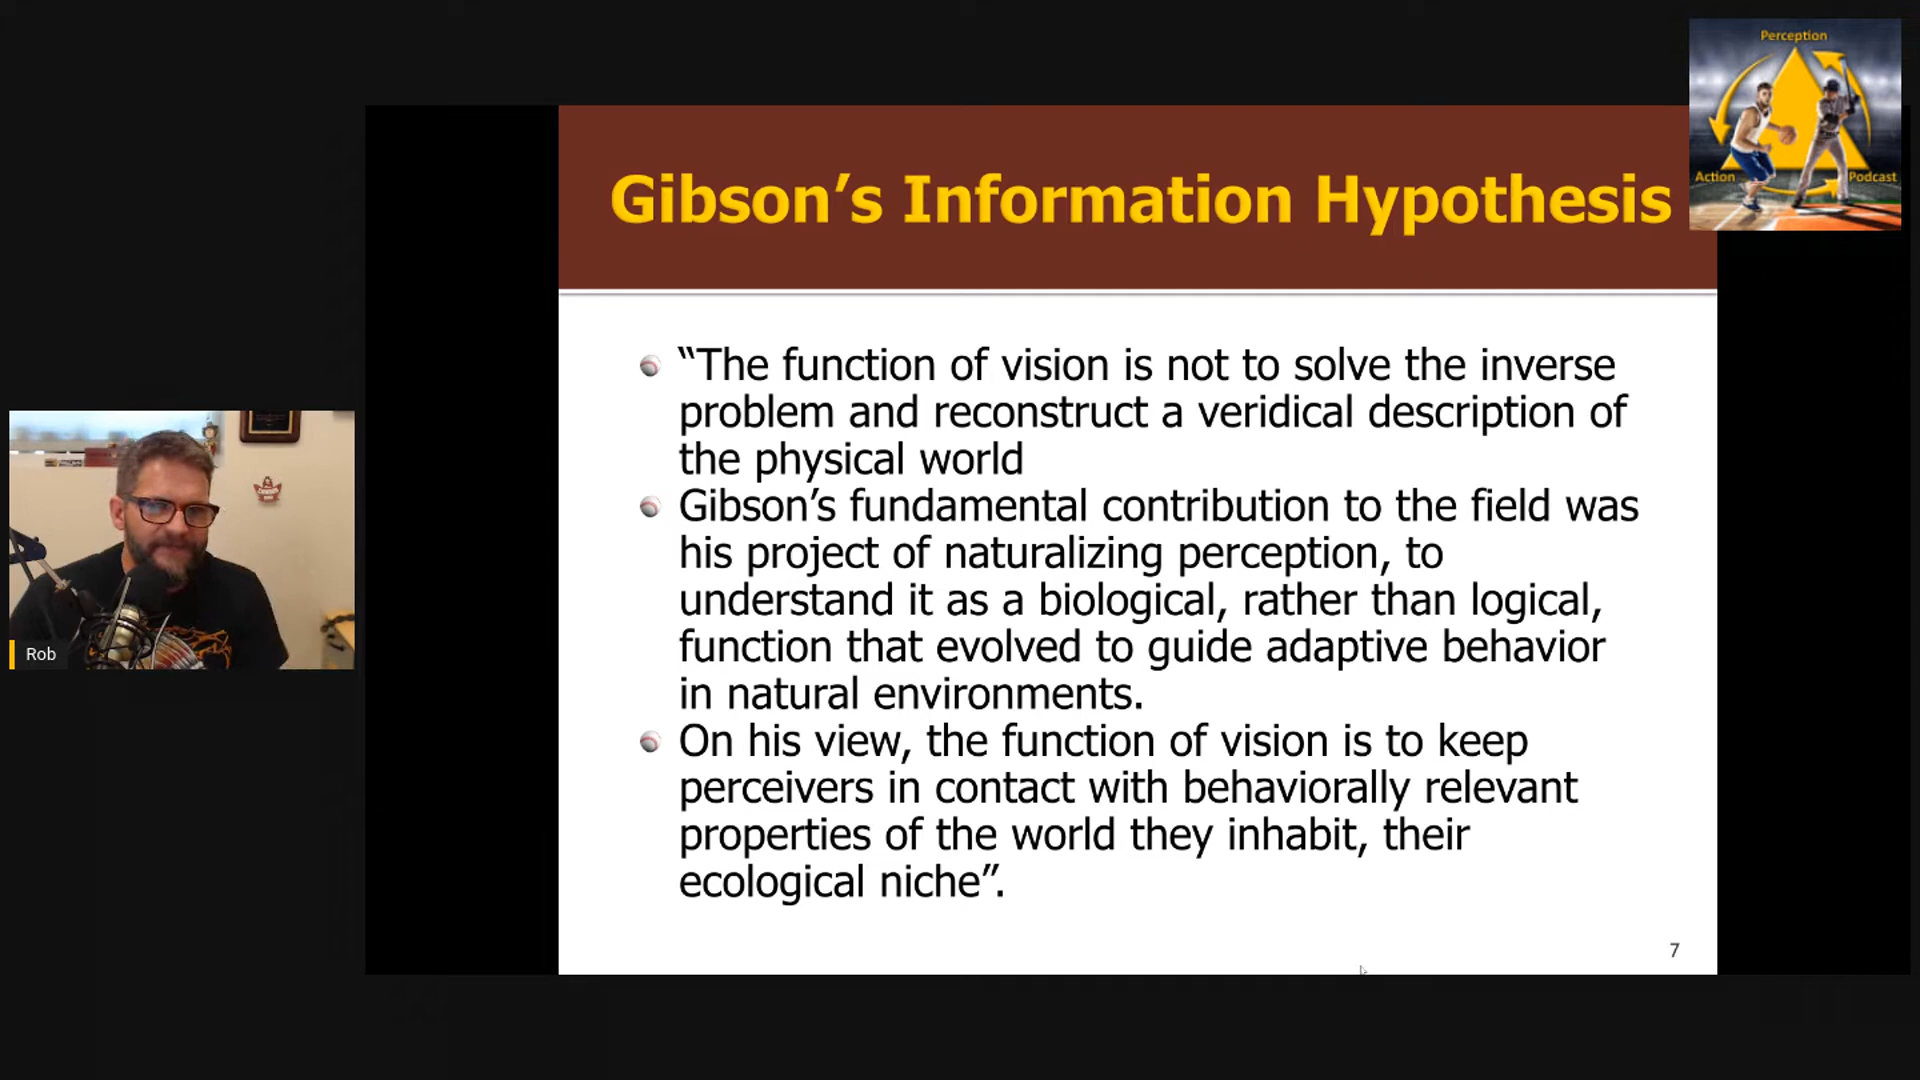 Perception
Action
Podcast
Gibson’s Information Hypothesis
“The function of vision is not to solve the inverse
problem and reconstruct a veridical description of
the physical world
Gibson’s fundamental contribution to the field was
his project of naturalizing perception, to
understand it as a biological, rather than logical,
function that evolved to guide adaptive behavior
in natural environments.
On his view, the function of vision is to keep
perceivers in contact with behaviorally relevant
properties of the world they inhabit, their
ecological niche”.
7
Rob